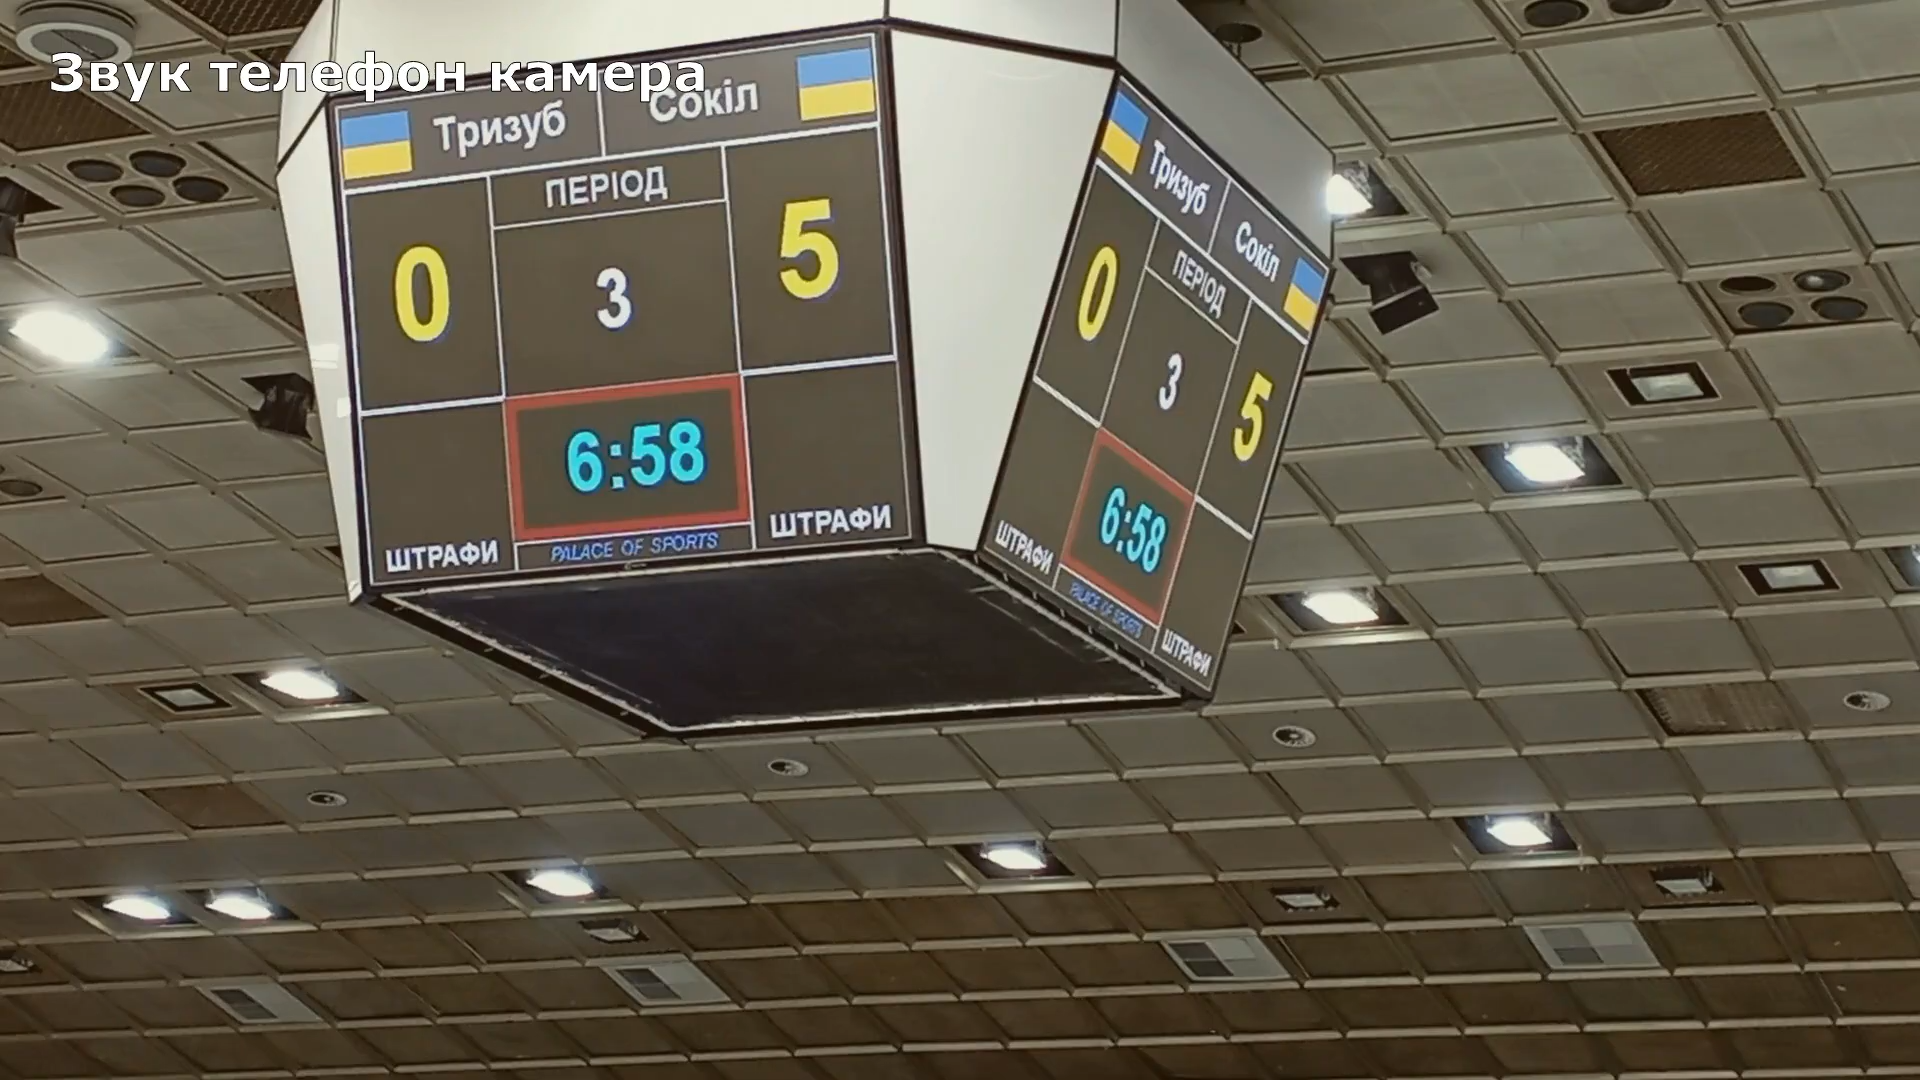 Звук телефон камера
Тризуб Сокіл
ПЕРІОД
0 3 5
6:58
ШТРАФИ ШТРАФИ
PALACE OF SPORTS
Тризуб Сокіл
ПЕРІОД
0 3 5
6:58
ШТРАФИ ШТРАФИ
PALACE OF SPORTS